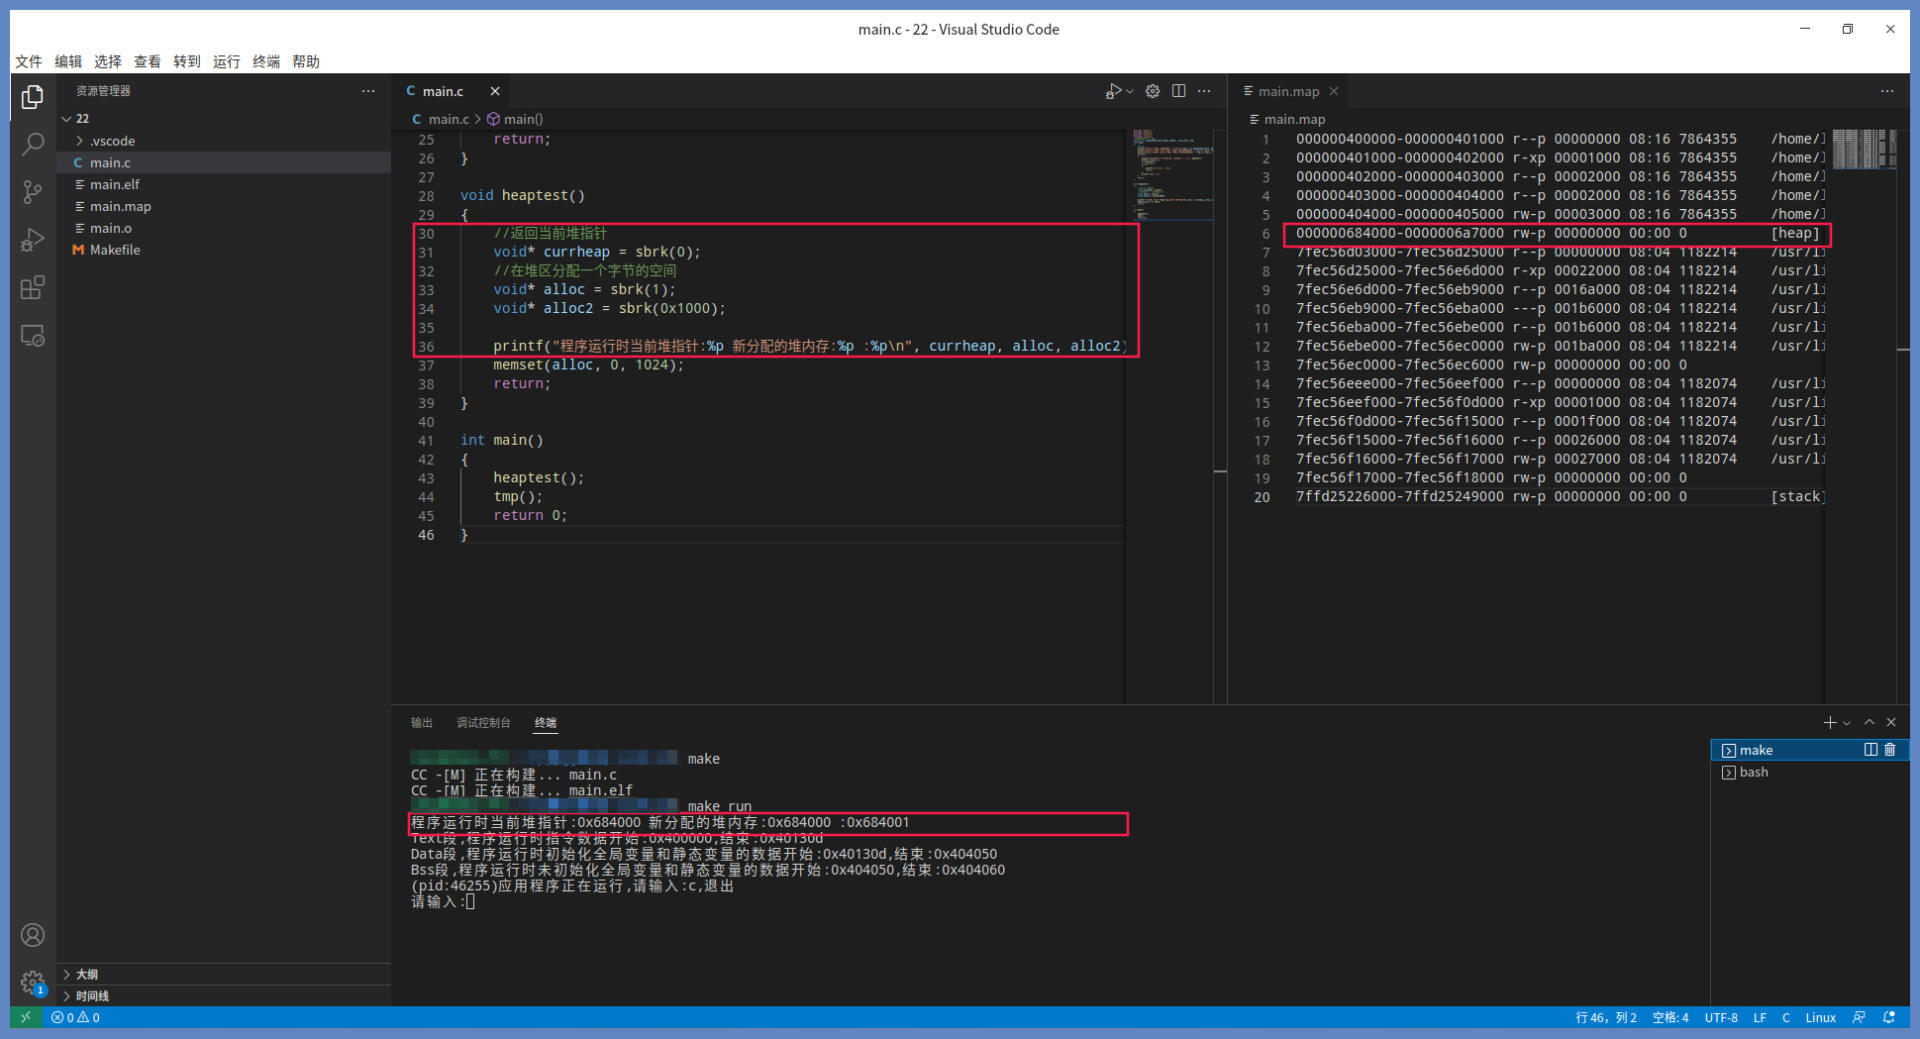 main.c - 22 - Visual Studio Code
文件 编辑 选择 查看 转到 运行 终端 帮助
资源管理器
22
.vscode
C main.c
main.elf
main.map
main.o
M Makefile
大纲
时间线
C main.c
C main.c > main()
25 return;
26 }
27
28 void heaptest()
29 {
30 //返回当前堆指针
31 void* currheap = sbrk(0);
32 //在堆区分配一个字节的空间
33 void* alloc = sbrk(1);
34 void* alloc2 = sbrk(0x1000);
35
36 printf("程序运行时当前堆指针:%p 新分配的堆内存:%p :%p\n", currheap, alloc, alloc2)
37 memset(alloc, 0, 1024);
38 return;
39 }
40
41 int main()
42 {
43 heaptest();
44 tmp();
45 return 0;
46 }
main.map
main.map
1 000000400000-000000401000 r--p 00000000 08:16 7864355 /home/l
2 000000401000-000000402000 r-xp 00001000 08:16 7864355 /home/l
3 000000402000-000000403000 r--p 00002000 08:16 7864355 /home/l
4 000000403000-000000404000 r--p 00002000 08:16 7864355 /home/l
5 000000404000-000000405000 rw-p 00003000 08:16 7864355 /home/l
6 000000684000-0000006a7000 rw-p 00000000 00:00 0 [heap]
7 7fec56d03000-7fec56d25000 r--p 00000000 08:04 1182214 /usr/li
8 7fec56d25000-7fec56e6d000 r-xp 00022000 08:04 1182214 /usr/li
9 7fec56e6d000-7fec56eb9000 r--p 0016a000 08:04 1182214 /usr/li
10 7fec56eb9000-7fec56eba000 ---p 001b6000 08:04 1182214 /usr/li
11 7fec56eba000-7fec56ebe000 r--p 001b6000 08:04 1182214 /usr/li
12 7fec56ebe000-7fec56ec0000 rw-p 001ba000 08:04 1182214 /usr/li
13 7fec56ec0000-7fec56ec6000 rw-p 00000000 00:00 0
14 7fec56eee000-7fec56eef000 r--p 00000000 08:04 1182074 /usr/li
15 7fec56eef000-7fec56f0d000 r-xp 00001000 08:04 1182074 /usr/li
16 7fec56f0d000-7fec56f15000 r--p 0001f000 08:04 1182074 /usr/li
17 7fec56f15000-7fec56f16000 r--p 00026000 08:04 1182074 /usr/li
18 7fec56f16000-7fec56f17000 rw-p 00027000 08:04 1182074 /usr/li
19 7fec56f17000-7fec56f18000 rw-p 00000000 00:00 0
20 7ffd25226000-7ffd25249000 rw-p 00000000 00:00 0 [stack]
输出 调试控制台 终端
make
CC -[M] 正在构建... main.c
CC -[M] 正在构建... main.elf
make run
程序运行时当前堆指针:0x684000 新分配的堆内存:0x684000 :0x684001
Text段,程序运行时指令数据开始:0x400000,结束:0x40130d
Data段,程序运行时初始化全局变量和静态变量的数据开始:0x40130d,结束:0x404050
Bss段,程序运行时未初始化全局变量和静态变量的数据开始:0x404050,结束:0x404060
(pid:46255)应用程序正在运行,请输入:c,退出
请输入:
make
bash
1
0 0
行 46，列 2 空格: 4 UTF-8 LF C Linux